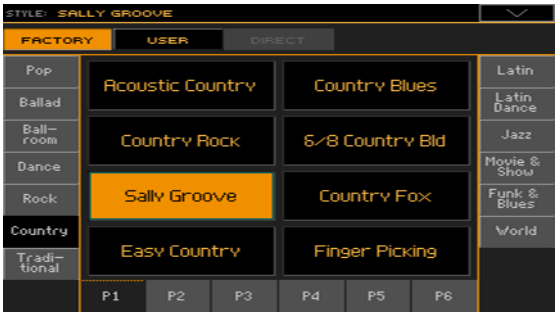 STYLE: SALLY GROOVE
FACTORY USER DIRECT
Pop
Ballad
Ball-
room
Dance
Rock
Country
Tradi-
tional
Acoustic Country Country Blues
Country Rock 6/8 Country Bld
Sally Groove Country Fox
Easy Country Finger Picking
Latin
Latin
Dance
Jazz
Movie &
Show
Funk &
Blues
World
P1 P2 P3 P4 P5 P6